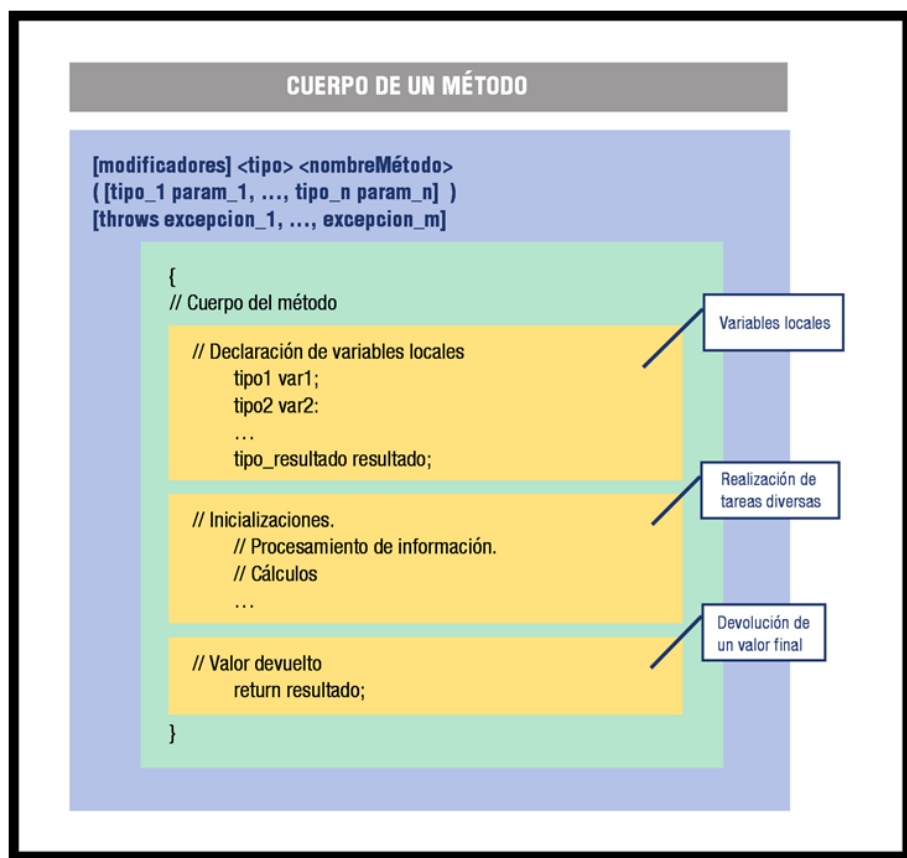 CUERPO DE UN MÉTODO
[modificadores] <tipo> <nombreMétodo>
( [tipo_1 param_1, ..., tipo_n param_n] )
[throws excepcion_1, ..., excepcion_m]
{
// Cuerpo del método
// Declaración de variables locales
tipo1 var1;
tipo2 var2:
...
tipo_resultado resultado;
Variables locales
// Inicializaciones.
// Procesamiento de información.
// Cálculos
...
Realización de
tareas diversas
// Valor devuelto
return resultado;
Devolución de
un valor final
}